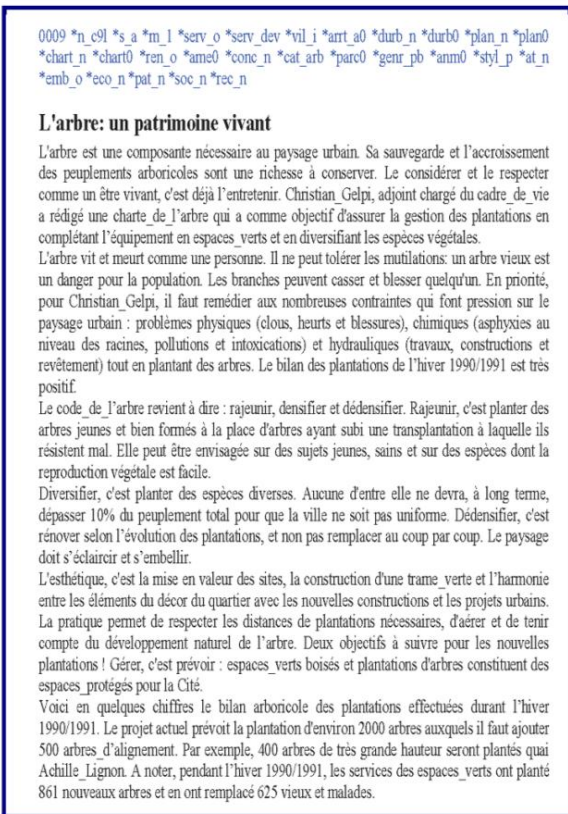 0009 *n_c9l *s_a *m_1 *serv_o *serv_dev *vil_i *arrt_a0 *durb_n *durb0 *plan_n *plan0
*chart_n *chart0 *ren_o *ame0 *conc_n *cat_arb *parc0 *genr_pb *anm0 *styl_p *at_n
*emb_o *eco_n *pat_n *soc_n *rec_n
L'arbre: un patrimoine vivant
L'arbre est une composante nécessaire au paysage urbain. Sa sauvegarde et l'accroissement
des peuplements arboricoles sont une richesse à conserver. Le considérer et le respecter
comme un être vivant, c'est déjà l'entretenir. Christian_Gelpi, adjoint chargé du cadre_de_vie
a rédigé une charte_de_l'arbre qui a comme objectif d'assurer la gestion des plantations en
complétant l'équipement en espaces_verts et en diversifiant les espèces végétales.
L'arbre vit et meurt comme une personne. Il ne peut tolérer les mutilations: un arbre vieux est
un danger pour la population. Les branches peuvent casser et blesser quelqu'un. En priorité,
pour Christian_Gelpi, il faut remédier aux nombreuses contraintes qui font pression sur le
paysage urbain : problèmes physiques (clous, heurts et blessures), chimiques (asphyxies au
niveau des racines, pollutions et intoxications) et hydrauliques (travaux, constructions et
revêtement) tout en plantant des arbres. Le bilan des plantations de l'hiver 1990/1991 est très
positif.
Le code_de_l'arbre revient à dire : rajeunir, densifier et dédensifier. Rajeunir, c'est planter des
arbres jeunes et bien formés à la place d'arbres ayant subi une transplantation à laquelle ils
résistent mal. Elle peut être envisagée sur des sujets jeunes, sains et sur des espèces dont la
reproduction végétale est facile.
Diversifier, c'est planter des espèces diverses. Aucune d'entre elle ne devra, à long terme,
dépasser 10% du peuplement total pour que la ville ne soit pas uniforme. Dédensifier, c'est
rénover selon l'évolution des plantations, et non pas remplacer au coup par coup. Le paysage
doit s'éclaircir et s'embellir.
L'esthétique, c'est la mise en valeur des sites, la construction d'une trame_verte et l'harmonie
entre les éléments du décor du quartier avec les nouvelles constructions et les projets urbains.
La pratique permet de respecter les distances de plantations nécessaires, d'aérer et de tenir
compte du développement naturel de l'arbre. Deux objectifs à suivre pour les nouvelles
plantations ! Gérer, c'est prévoir : espaces_verts boisés et plantations d'arbres constituent des
espaces_protégés pour la Cité.
Voici en quelques chiffres le bilan arboricole des plantations effectuées durant l'hiver
1990/1991. Le projet actuel prévoit la plantation d'environ 2000 arbres auxquels il faut ajouter
500 arbres_d'alignement. Par exemple, 400 arbres de très grande hauteur seront plantés quai
Achille_Lignon. A noter, pendant l'hiver 1990/1991, les services des espaces_verts ont planté
861 nouveaux arbres et en ont remplacé 625 vieux et malades.